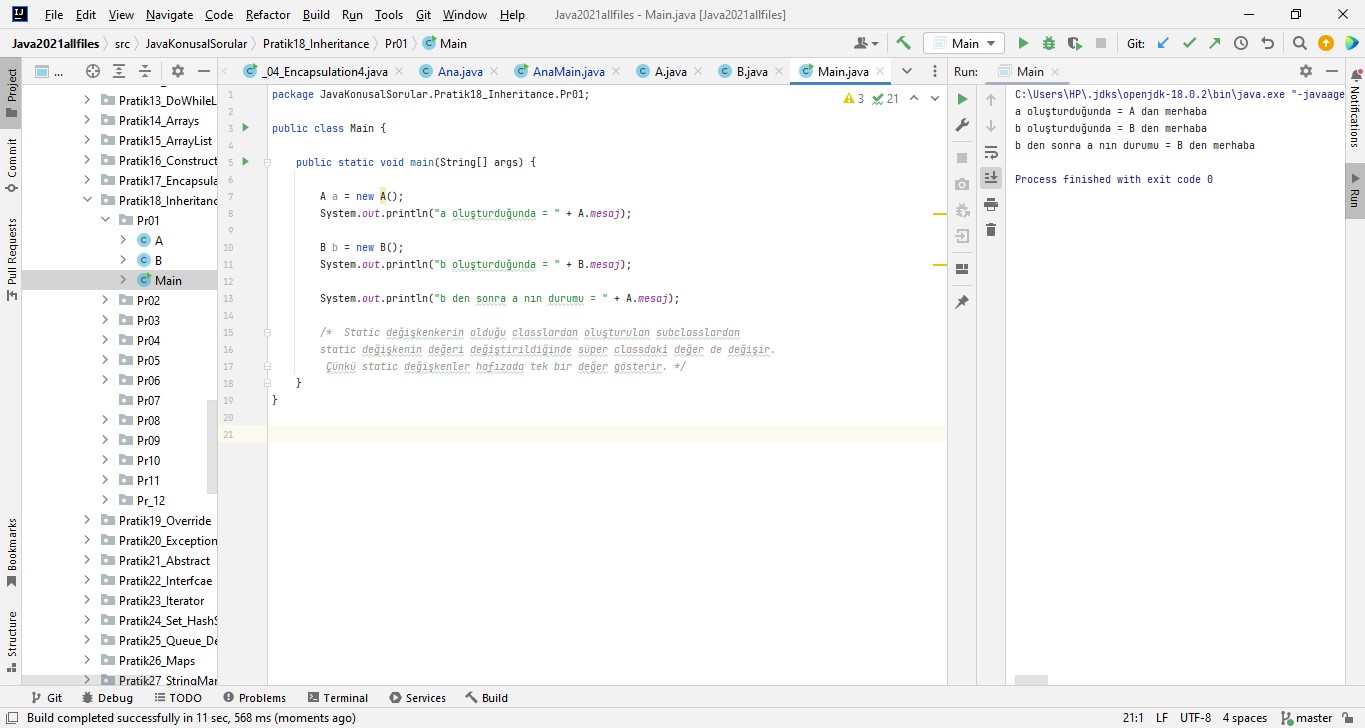 File Edit View Navigate Code Refactor Build Run Tools Git Window Help Java2021allfiles - Main.java [Java2021allfiles]
Java2021allfiles src JavaKonusalSorular Pratik18_Inheritance Pr01 Main
Main
Git:
Project
Commit
Pull Requests
Bookmarks
Structure
...
_04_Encapsulation4.java Ana.java AnaMain.java A.java B.java Main.java
Run: Main
Notifications
Run
Pratik13_DoWhileL
Pratik14_Arrays
Pratik15_ArrayList
Pratik16_Construct
Pratik17_Encapsula
Pratik18_Inheritanc
Pr01
A
B
Main
Pr02
Pr03
Pr04
Pr05
Pr06
Pr07
Pr08
Pr09
Pr10
Pr11
Pr_12
Pratik19_Override
Pratik20_Exception
Pratik21_Abstract
Pratik22_Interfcae
Pratik23_Iterator
Pratik24_Set_HashS
Pratik25_Queue_De
Pratik26_Maps
Pratik27_StringMar
3 21
1 package JavaKonusalSorular.Pratik18_Inheritance.Pr01;
2
3 public class Main {
4
5 public static void main(String[] args) {
6
7 A a = new A();
8 System.out.println("a oluşturduğunda = " + A.mesaj);
9
10 B b = new B();
11 System.out.println("b oluşturduğunda = " + B.mesaj);
12
13 System.out.println("b den sonra a nın durumu = " + A.mesaj);
14
15 /* Static değişkenkerin olduğu classlardan oluşturulan subclasslardan
16 static değişkenin değeri değiştirildiğinde süper classdaki değer de değişir.
17 Çünkü static değişkenler hafızada tek bir değer gösterir. */
18 }
19 }
20
21
C:\Users\HP\.jdks\openjdk-18.0.2\bin\java.exe "-javaage
a oluşturduğunda = A dan merhaba
b oluşturduğunda = B den merhaba
b den sonra a nın durumu = B den merhaba
Process finished with exit code 0
Git Debug TODO Problems Terminal Services Build
Build completed successfully in 11 sec, 568 ms (moments ago) 21:1 LF UTF-8 4 spaces master